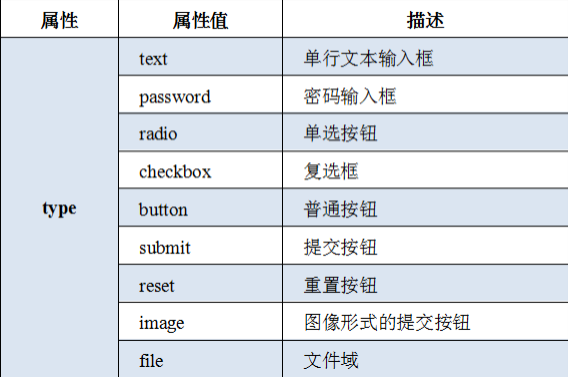 属性 属性值 描述
text 单行文本输入框
password 密码输入框
radio 单选按钮
checkbox 复选框
type button 普通按钮
submit 提交按钮
reset 重置按钮
image 图像形式的提交按钮
file 文件域